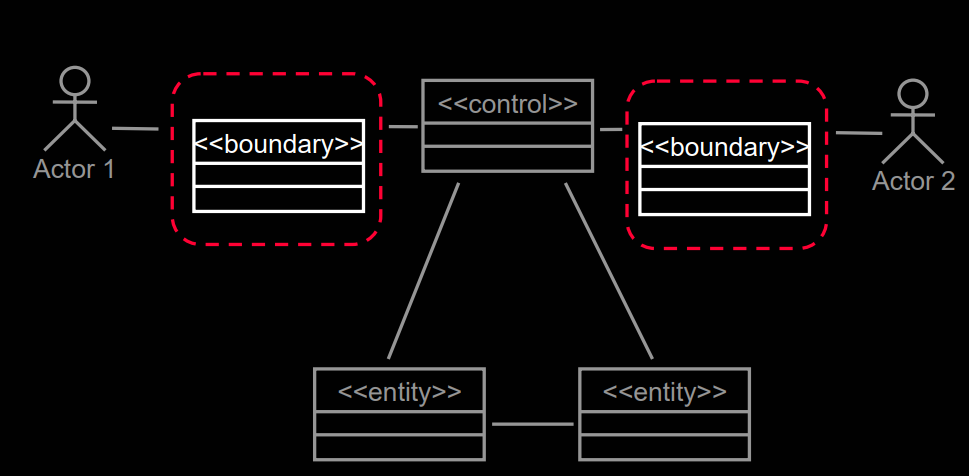 <<control>>
<<boundary>>
<<boundary>>
Actor 1
Actor 2
<<entity>>
<<entity>>